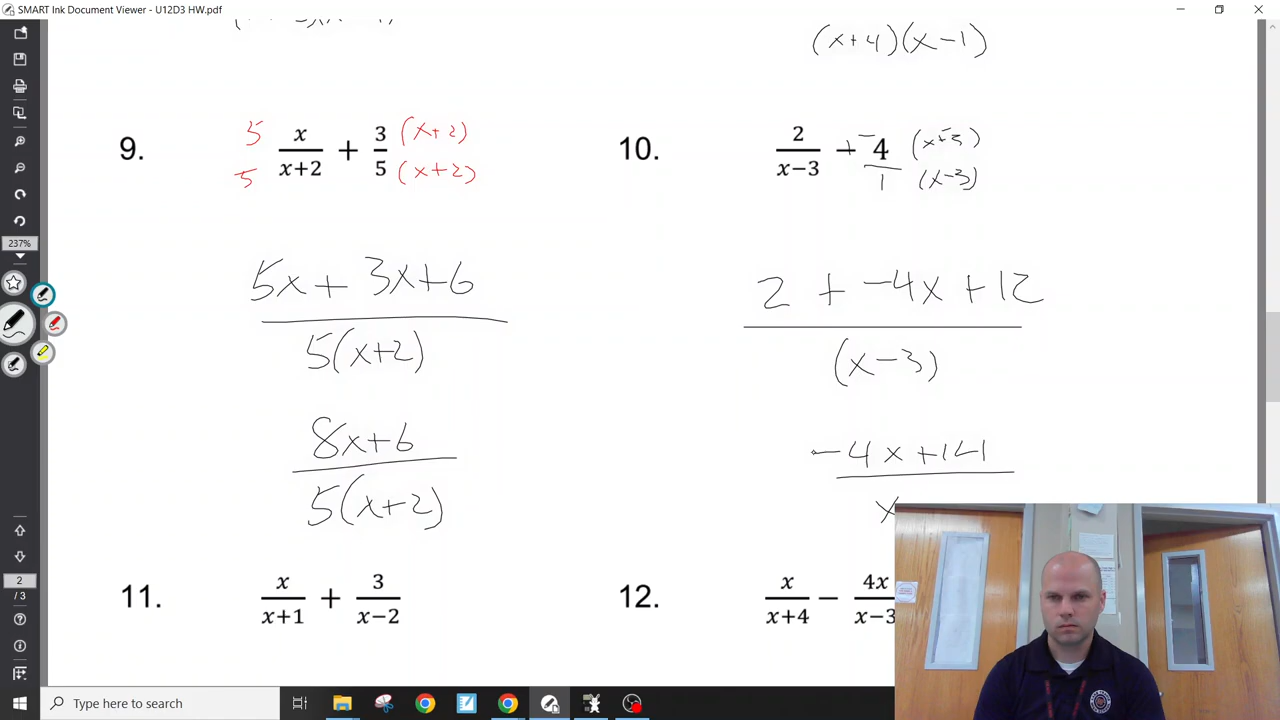 SMART Ink Document Viewer - U12D3 HW.pdf
(x+4)(x-1)
9.
5 x/x+2 + 3/5 (x+2)
5 (x+2)
10.
2/x-3 + -4/1 (x-3)
(x-3)
5x + 3x+6
5(x+2)
2 + -4x +12
(x-3)
8x+6
5(x+2)
-4x+14
x
11.
x/x+1 + 3/x-2
12.
x/x+4 − 4x/x-3
237%
2
/ 3
Type here to search